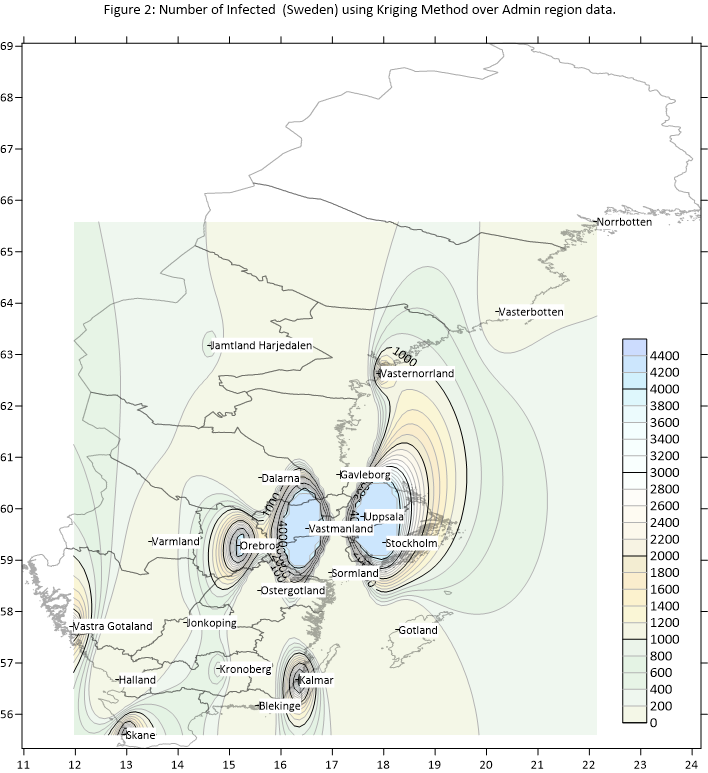 Figure 2: Number of Infected (Sweden) using Kriging Method over Admin region data.
69
68
67
66
65
64
63
62
61
60
59
58
57
56
Norrbotten
Vasterbotten
Jamtland Harjedalen
1000
Vasternorrland
Dalarna
Gavleborg
Uppsala
4000
Vastmanland
Varmland
Orebro
Stockholm
Sormland
Ostergotland
Jonkoping
Vastra Gotaland
Gotland
Kronoberg
Halland
Kalmar
Blekinge
Skane
4400
4200
4000
3800
3600
3400
3200
3000
2800
2600
2400
2200
2000
1800
1600
1400
1200
1000
800
600
400
200
0
11 12 13 14 15 16 17 18 19 20 21 22 23 24